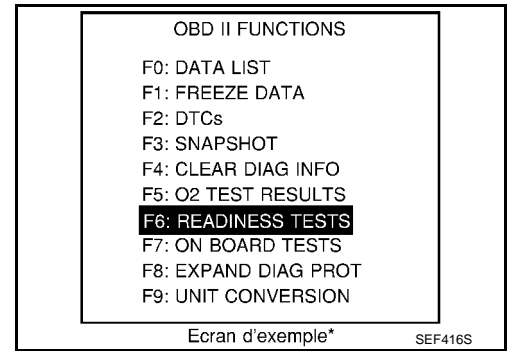 OBD II FUNCTIONS
F0: DATA LIST
F1: FREEZE DATA
F2: DTCs
F3: SNAPSHOT
F4: CLEAR DIAG INFO
F5: O2 TEST RESULTS
F6: READINESS TESTS
F7: ON BOARD TESTS
F8: EXPAND DIAG PROT
F9: UNIT CONVERSION
Ecran d'exemple*
SEF416S